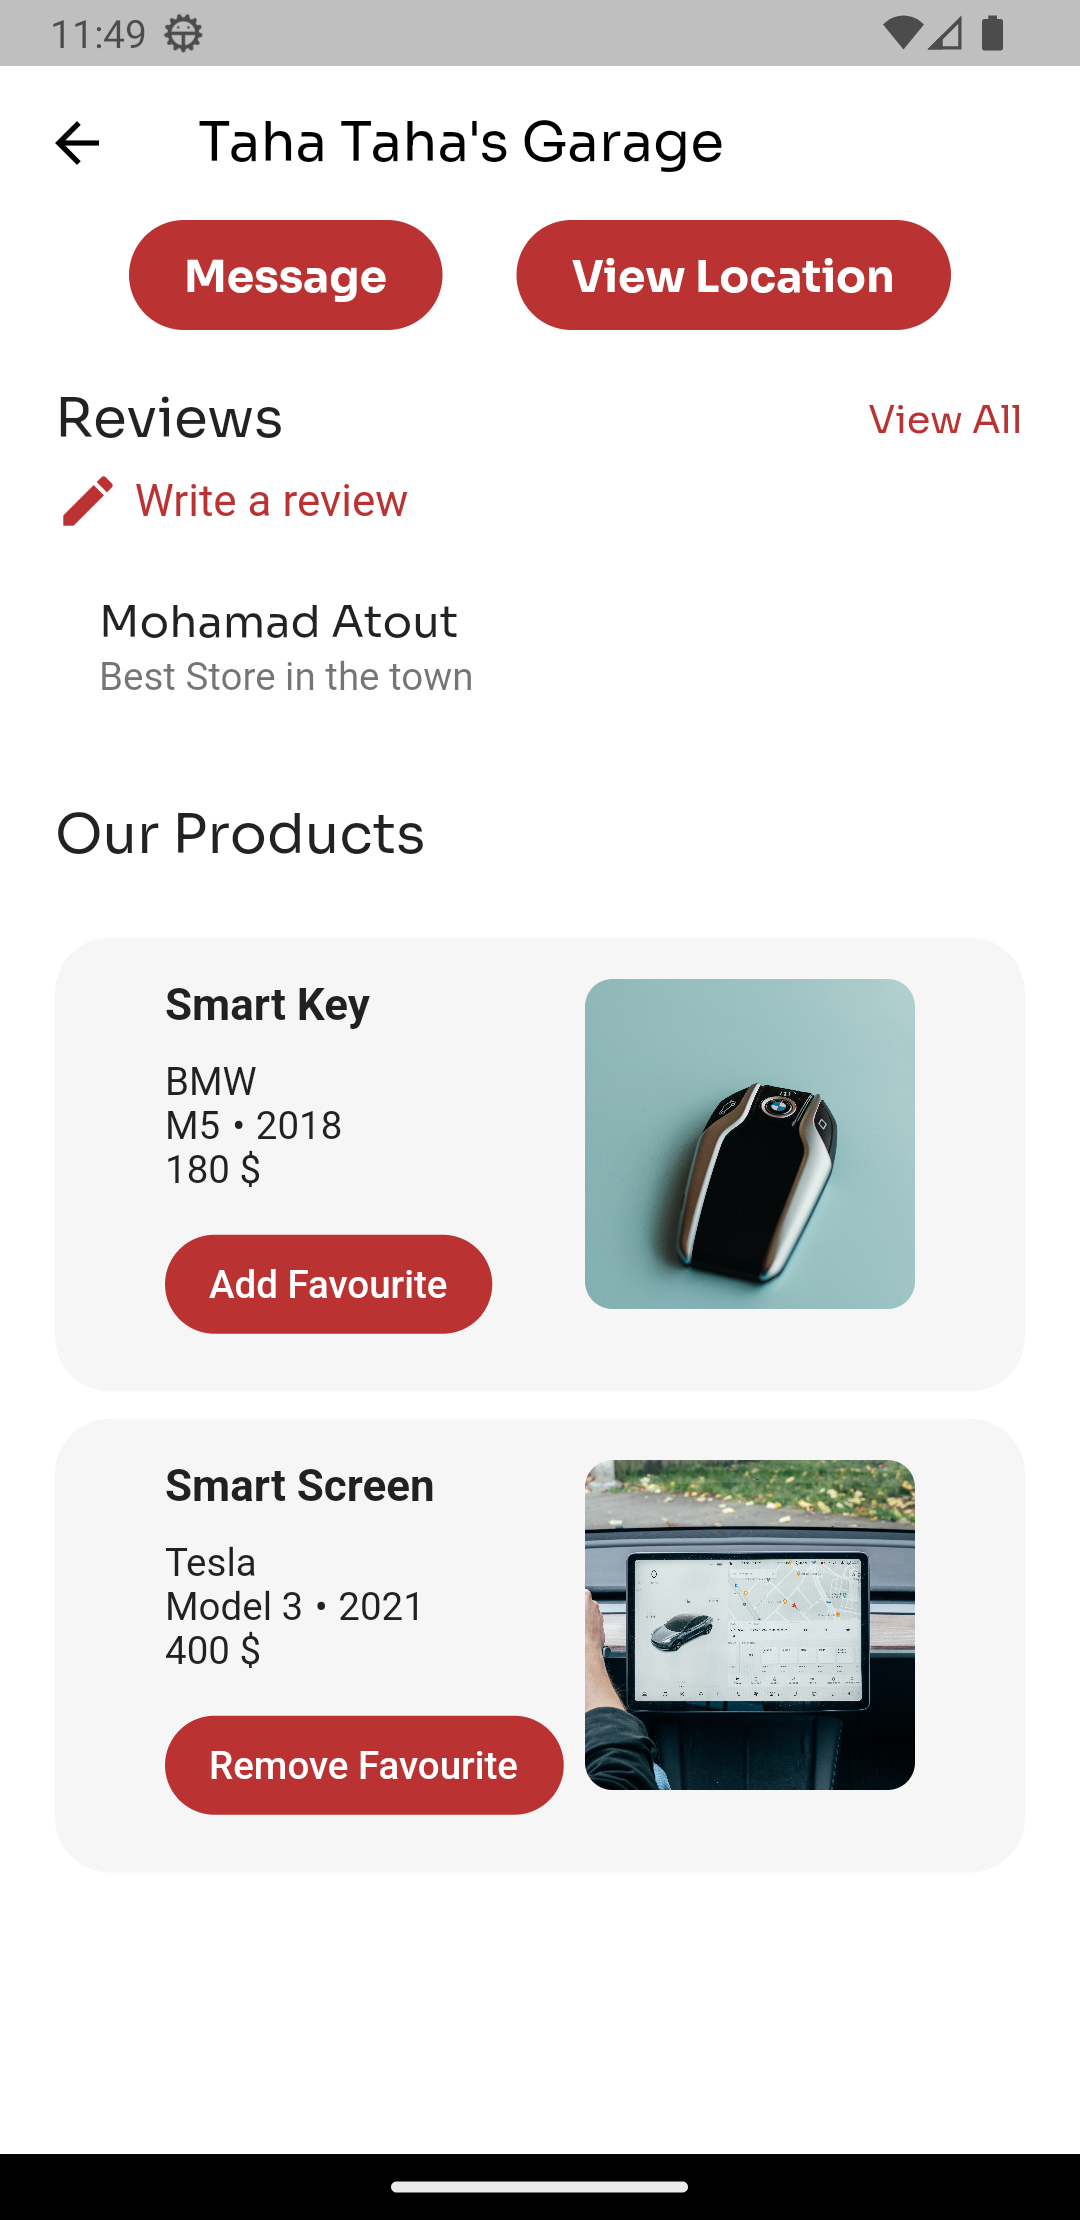 11:49
Taha Taha's Garage
Message
View Location
Reviews
View All
Write a review
Mohamad Atout
Best Store in the town
Our Products
Smart Key
BMW
M5 • 2018
180 $
Add Favourite
Smart Screen
Tesla
Model 3 • 2021
400 $
Remove Favourite